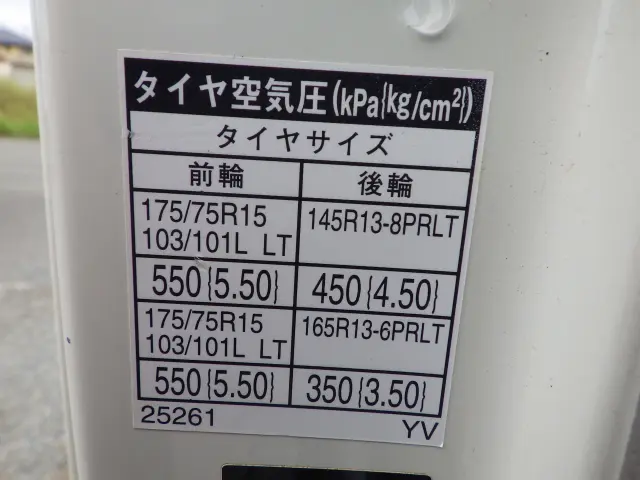 タイヤ空気圧(kPa{kg/cm²})
タイヤサイズ
前輪 後輪
175/75R15 145R13-8PRLT
103/101L LT
550{5.50} 450{4.50}
175/75R15 165R13-6PRLT
103/101L LT
550{5.50} 350{3.50}
25261 YV